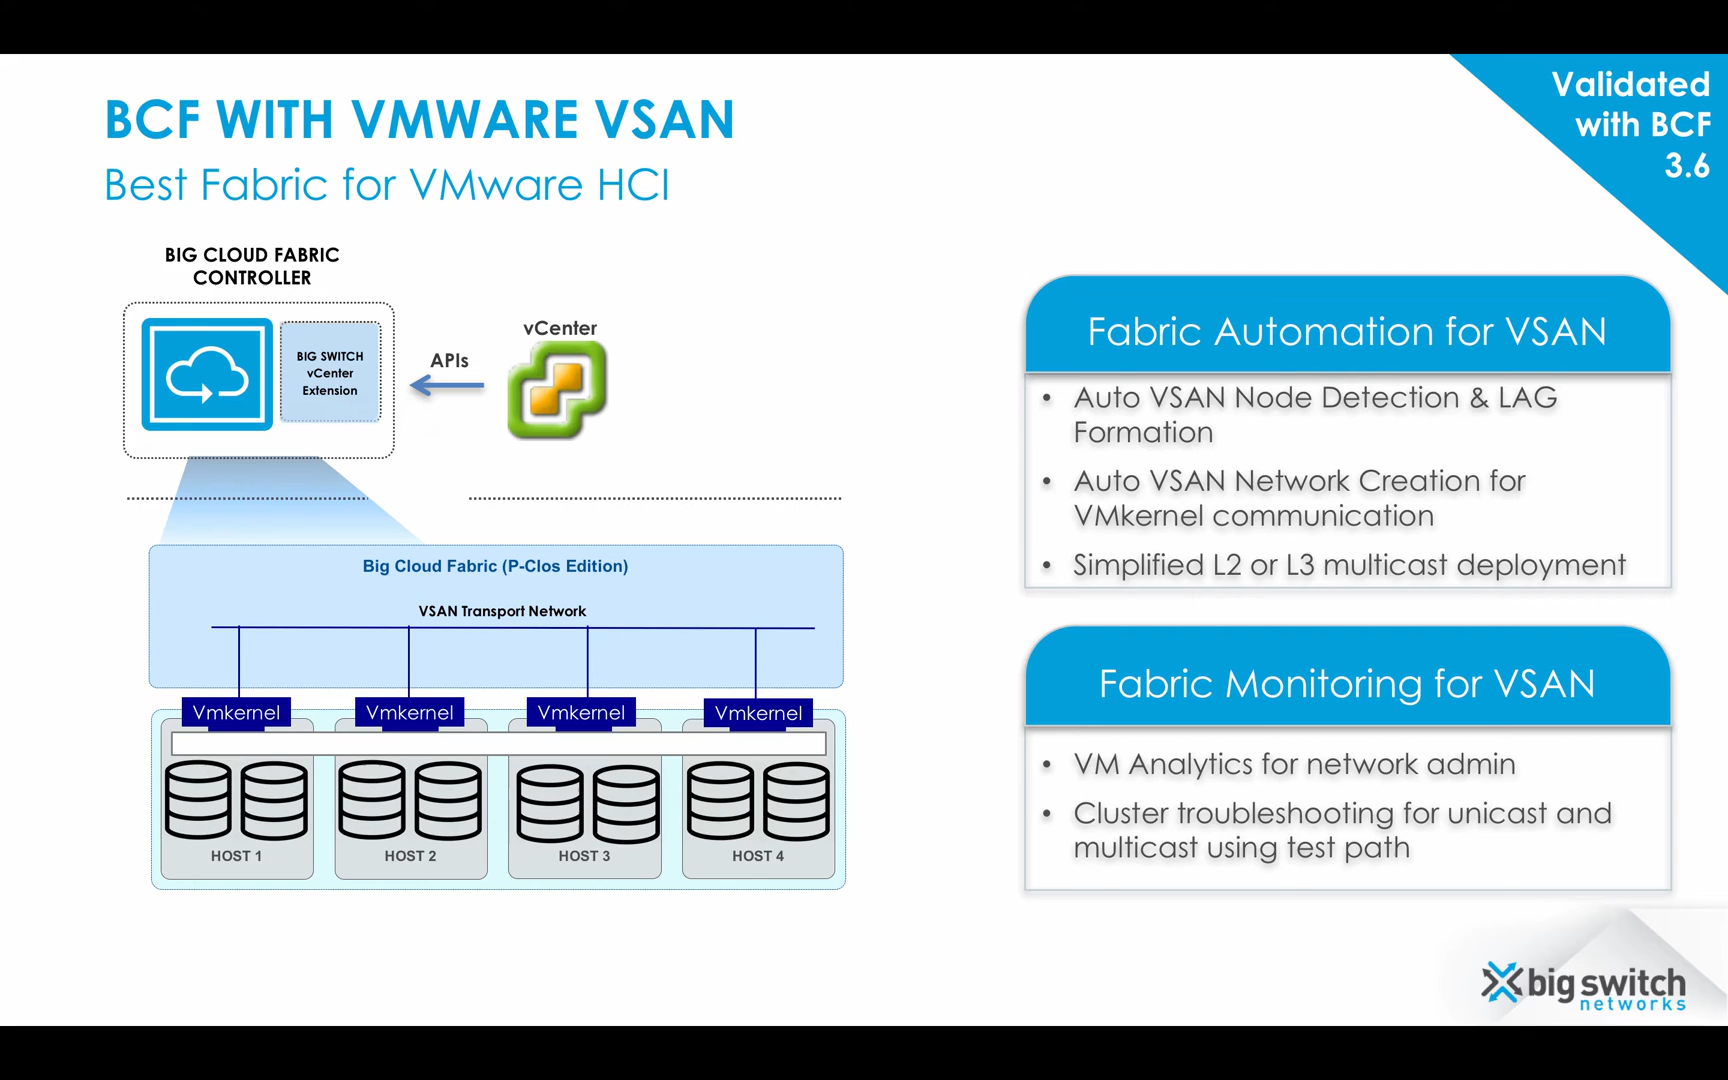 BCF WITH VMWARE VSAN
Best Fabric for VMware HCI
Validated
with BCF
3.6
BIG CLOUD FABRIC
CONTROLLER
BIG SWITCH
vCenter
Extension
APIs
vCenter
Big Cloud Fabric (P-Clos Edition)
VSAN Transport Network
Vmkernel
Vmkernel
Vmkernel
Vmkernel
HOST 1
HOST 2
HOST 3
HOST 4
Fabric Automation for VSAN
• Auto VSAN Node Detection & LAG
Formation
• Auto VSAN Network Creation for
VMkernel communication
• Simplified L2 or L3 multicast deployment
Fabric Monitoring for VSAN
• VM Analytics for network admin
• Cluster troubleshooting for unicast and
multicast using test path
big switch
networks